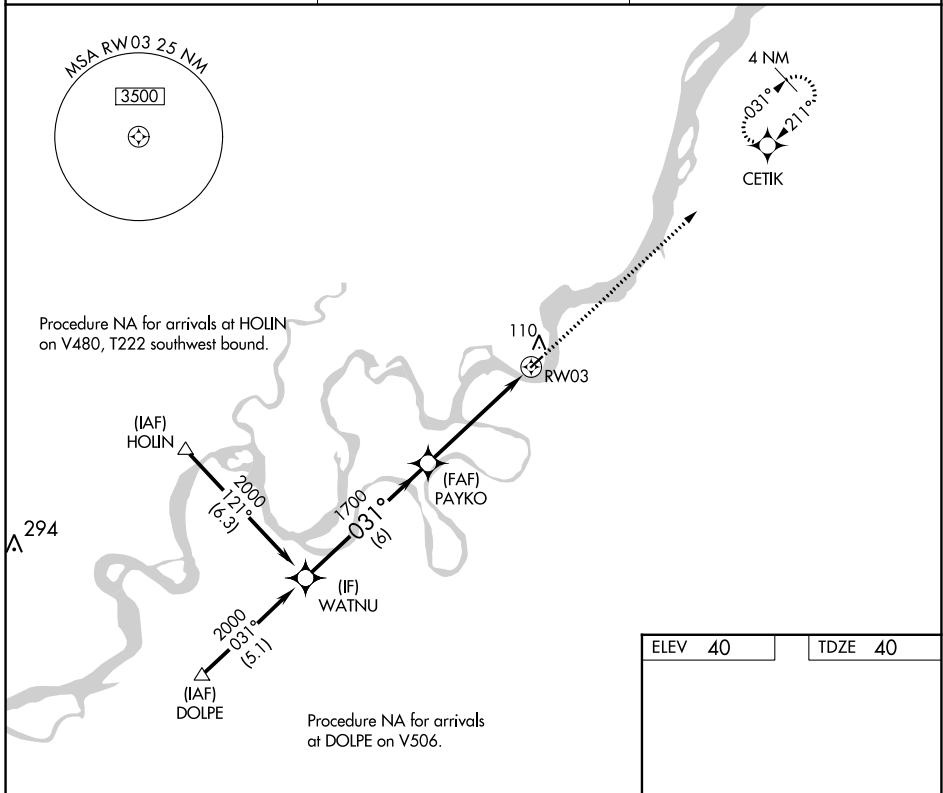 MSA RW03 25 NM
3500
4 NM
031°
211°
CETIK
Procedure NA for arrivals at HOLIN
on V480, T222 southwest bound.
110
RW03
(IAF)
HOLIN
2000
121°
(6.3)
(FAF)
PAYKO
1700
031°
(6)
294
(IF)
WATNU
2000
031°
(5.1)
(IAF)
DOLPE
Procedure NA for arrivals
at DOLPE on V506.
ELEV 40
TDZE 40